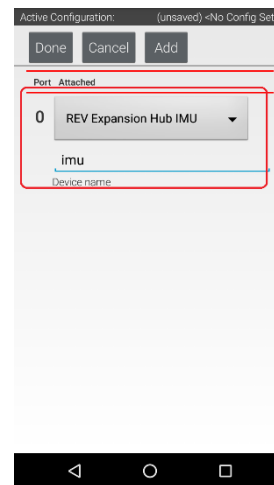 Active Configuration: (unsaved) <No Config Set
Done Cancel Add
Port Attached
0 REV Expansion Hub IMU
imu
Device name